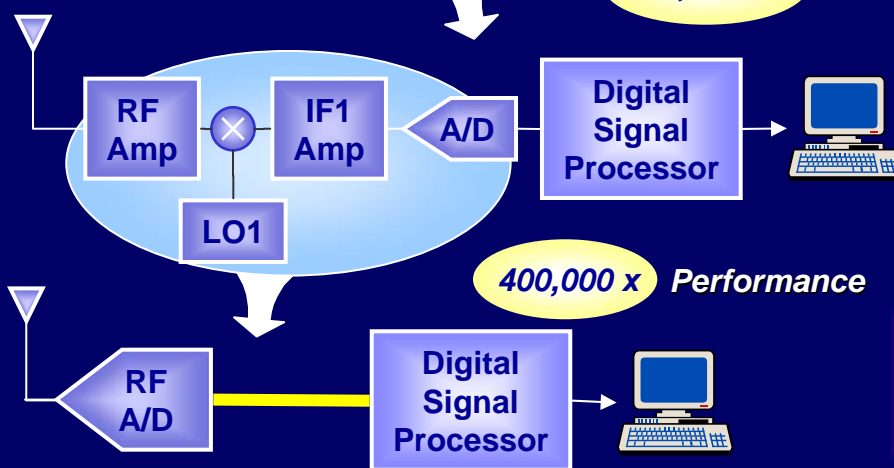 RF
Amp
IF1
Amp
A/D
Digital
Signal
Processor
LO1
400,000 x Performance
RF
A/D
Digital
Signal
Processor